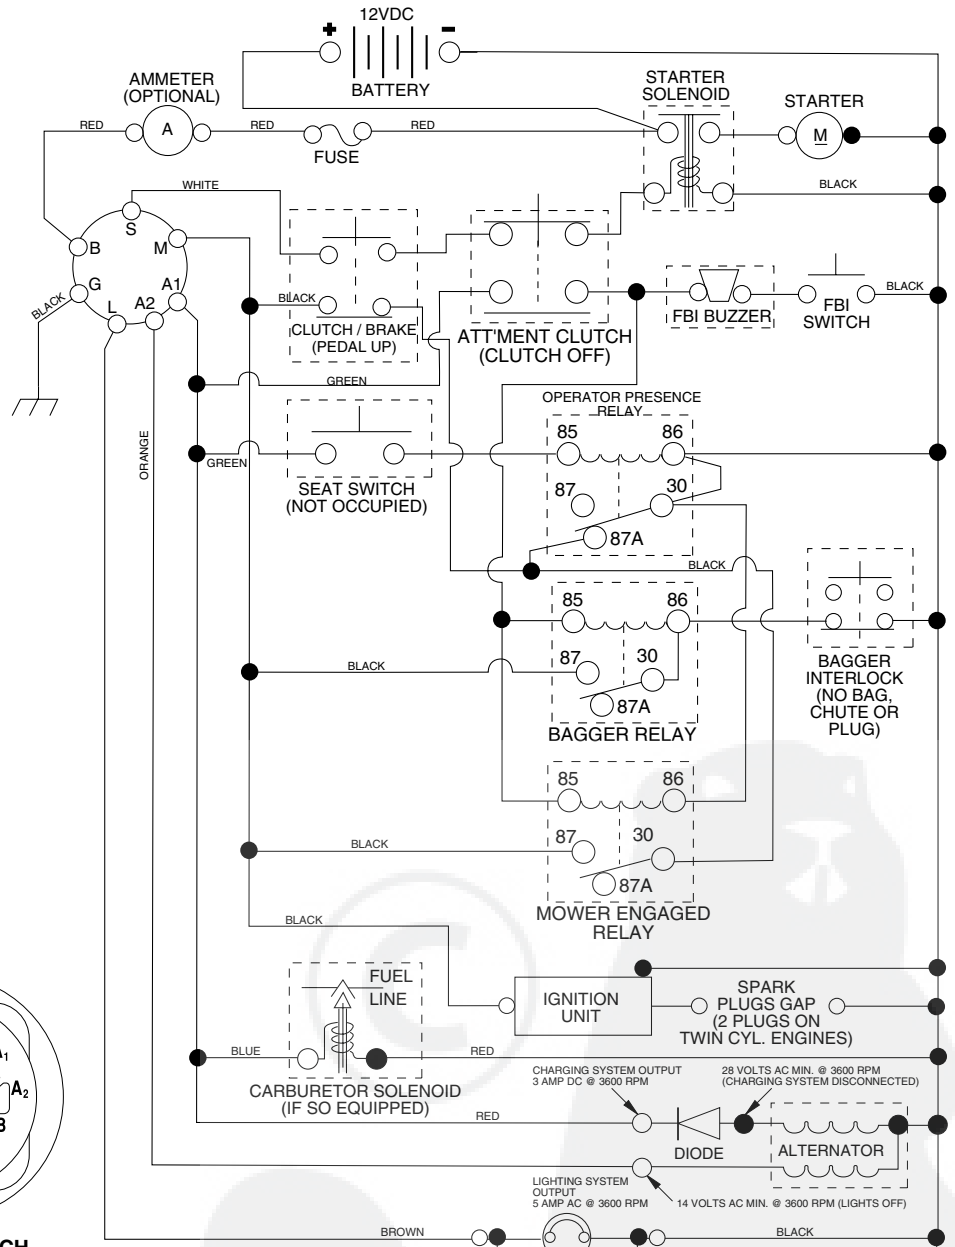 12VDC
+
-
BATTERY
AMMETER
(OPTIONAL)
STARTER
SOLENOID
STARTER
RED
A
RED
FUSE
RED
M
WHITE
BLACK
S
M
B
G
L
A2
A1
BLACK
BLACK
CLUTCH / BRAKE
(PEDAL UP)
ATT'MENT CLUTCH
(CLUTCH OFF)
FBI BUZZER
FBI
SWITCH
BLACK
GREEN
OPERATOR PRESENCE
RELAY
85
86
ORANGE
GREEN
SEAT SWITCH
(NOT OCCUPIED)
87
30
87A
BLACK
85
86
87
30
87A
BLACK
BAGGER RELAY
BAGGER
INTERLOCK
(NO BAG,
CHUTE OR
PLUG)
85
86
87
30
87A
BLACK
MOWER ENGAGED
RELAY
BLACK
©
FUEL
LINE
IGNITION
UNIT
SPARK
PLUGS GAP
(2 PLUGS ON
TWIN CYL. ENGINES)
BLUE
RED
CARBURETOR SOLENOID
(IF SO EQUIPPED)
CHARGING SYSTEM OUTPUT
3 AMP DC @ 3600 RPM
28 VOLTS AC MIN. @ 3600 RPM
(CHARGING SYSTEM DISCONNECTED)
RED
DIODE
ALTERNATOR
LIGHTING SYSTEM
OUTPUT
5 AMP AC @ 3600 RPM
14 VOLTS AC MIN. @ 3600 RPM (LIGHTS OFF)
BROWN
BLACK
A2